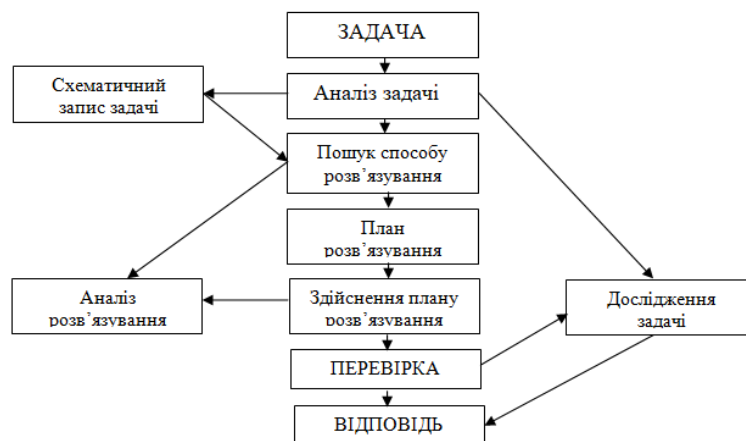 ЗАДАЧА
Схематичний
запис задачі
Аналіз задачі
Пошук способу
розв’язування
План
розв’язування
Аналіз
розв’язування
Здійснення плану
розв’язування
Дослідження
задачі
ПЕРЕВІРКА
ВІДПОВІДЬ